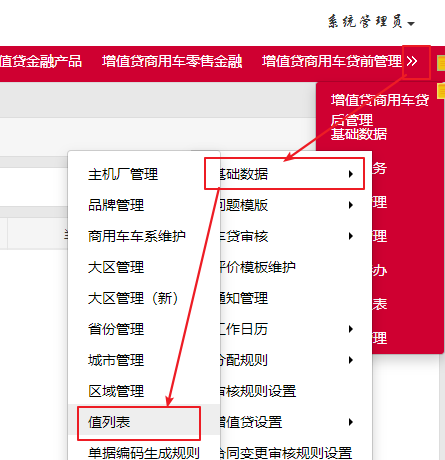 系统管理员
增值贷金融产品 增值贷商用车零售金融 增值贷商用车贷前管理 »
增值贷商用车贷
后管理
基础数据
务
理
理
办
表
理
基础数据
问题模版
车贷审核
评价模板维护
通知管理
工作日历
分配规则
审核规则设置
增值贷设置
合同变更审核规则设置
主机厂管理
品牌管理
商用车车系维护
大区管理
大区管理（新）
省份管理
城市管理
区域管理
值列表
单据编码生成规则